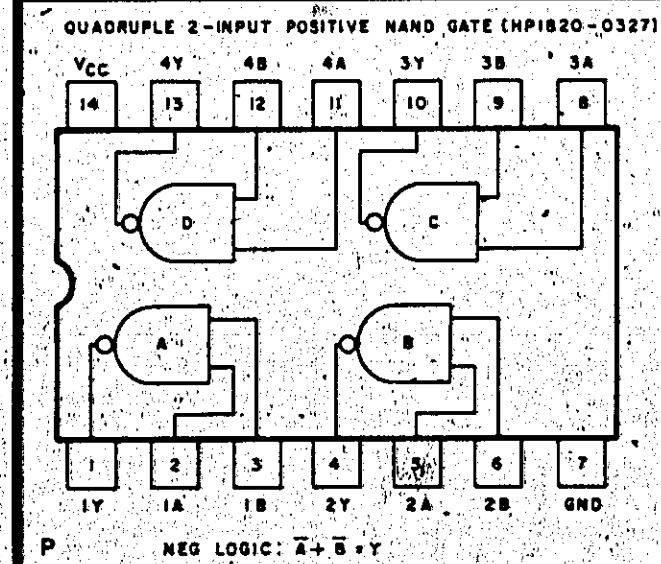 QUADRUPLE 2-INPUT POSITIVE NAND GATE (HP1820-0327)
VCC 4Y 4B 4A 3Y 3B 3A
14 13 12 11 10 9 8
D C
A B
1 2 3 4 5 6 7
1Y 1A 1B 2Y 2A 2B GND
P NEG LOGIC: A̅ + B̅ = Y